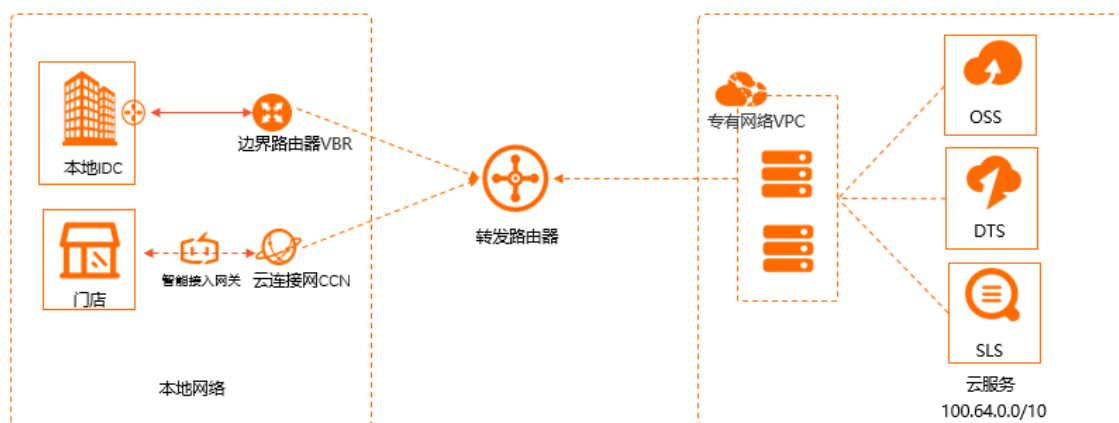 本地IDC
边界路由器VBR
门店
智能接入网关
云连接网CCN
本地网络
转发路由器
专有网络VPC
OSS
DTS
SLS
云服务
100.64.0.0/10